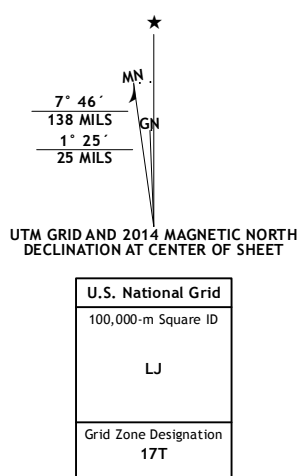 ★
MN
7° 46´
138 MILS
GN
1° 25´
25 MILS
UTM GRID AND 2014 MAGNETIC NORTH
DECLINATION AT CENTER OF SHEET
U.S. National Grid
100,000-m Square ID
LJ
Grid Zone Designation
17T